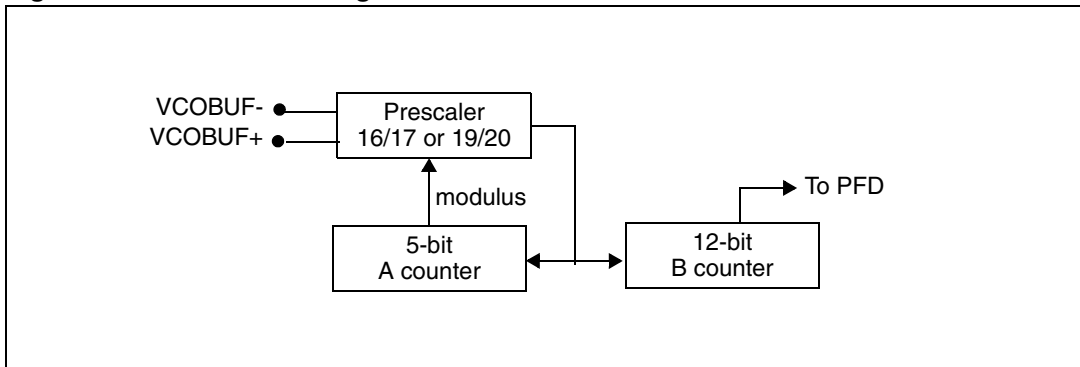 VCOBUF-
VCOBUF+
Prescaler
16/17 or 19/20
modulus
To PFD
5-bit
A counter
12-bit
B counter